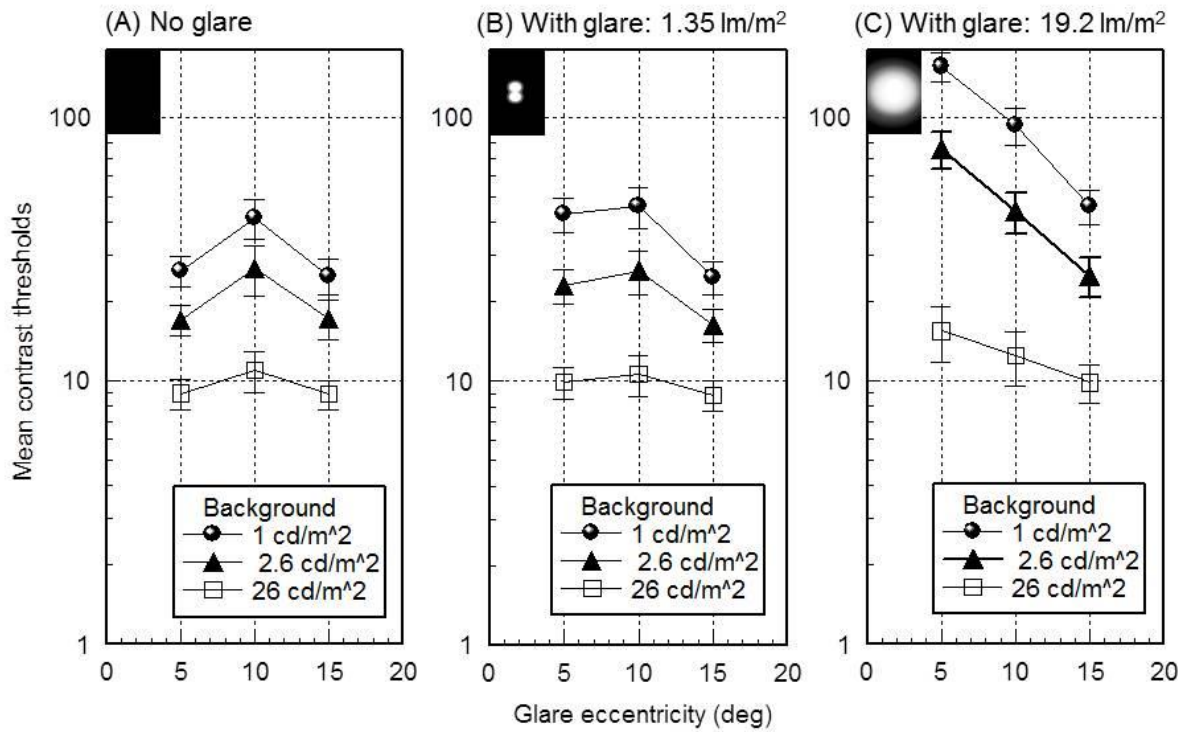 (A) No glare
(B) With glare: 1.35 lm/m²
(C) With glare: 19.2 lm/m²
Mean contrast thresholds
100
10
1
Background
1 cd/m^2
2.6 cd/m^2
26 cd/m^2
0 5 10 15 20
100
10
1
Background
1 cd/m^2
2.6 cd/m^2
26 cd/m^2
0 5 10 15 20
100
10
1
Background
1 cd/m^2
2.6 cd/m^2
26 cd/m^2
0 5 10 15 20
Glare eccentricity (deg)